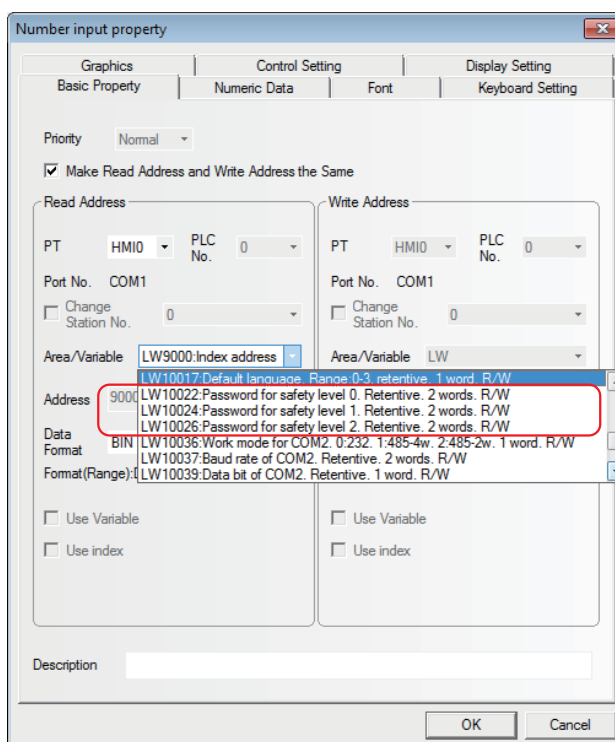 Number input property
Graphics Control Setting Display Setting
Basic Property Numeric Data Font Keyboard Setting
Priority Normal
Make Read Address and Write Address the Same
Read Address
PT HMI0 PLC No. 0
Port No. COM1
Change Station No. 0
Area/Variable LW9000:Index address
Write Address
PT HMI0 PLC No. 0
Port No. COM1
Change Station No. 0
Area/Variable LW
LW10017:Default language. Range:0-3. retentive. 1 word. R/W
Address 9000
LW10022:Password for safety level 0. Retentive. 2 words. R/W
LW10024:Password for safety level 1. Retentive. 2 words. R/W
LW10026:Password for safety level 2. Retentive. 2 words. R/W
Data Format BIN
LW10036:Work mode for COM2. 0:232. 1:485-4w. 2:485-2w. 1 word. R/W
LW10037:Baud rate of COM2. Retentive. 2 words. R/W
Format(Range):
LW10039:Data bit of COM2. Retentive. 1 word. R/W
Use Variable
Use index
Use Variable
Use index
Description
OK Cancel